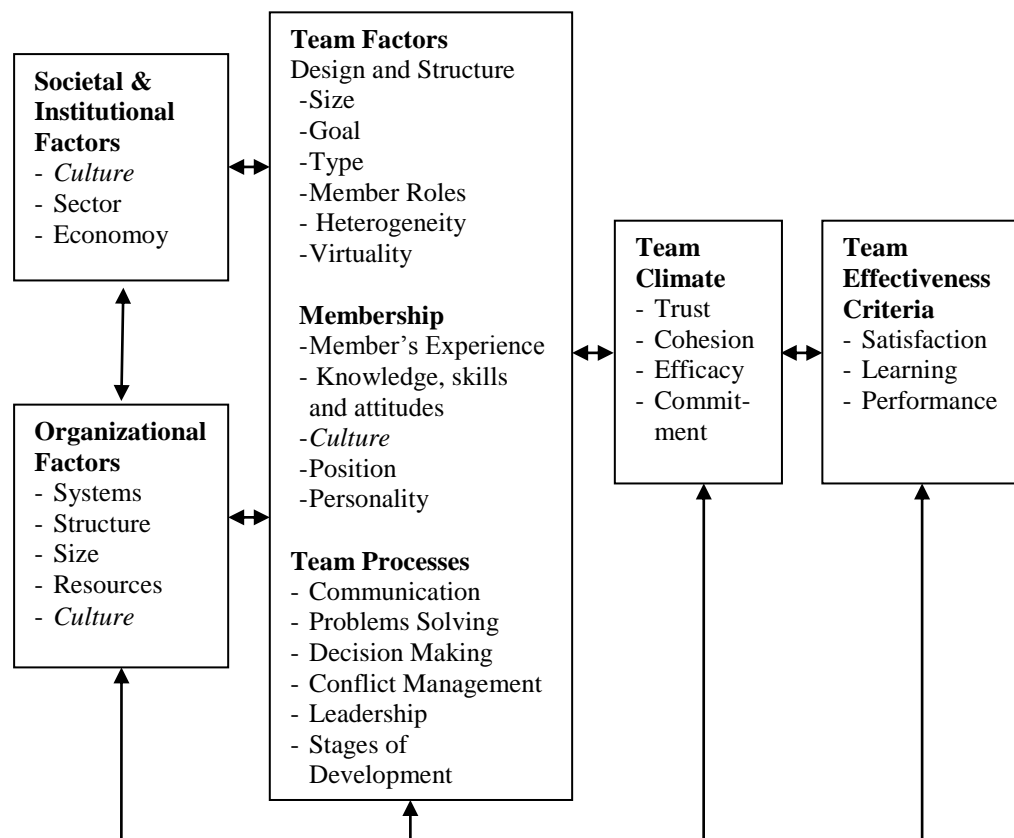 Societal &
Institutional
Factors
- Culture
- Sector
- Economoy
Organizational
Factors
- Systems
- Structure
- Size
- Resources
- Culture
Team Factors
Design and Structure
-Size
-Goal
-Type
-Member Roles
- Heterogeneity
-Virtuality
Membership
-Member’s Experience
- Knowledge, skills
and attitudes
-Culture
-Position
-Personality
Team Processes
- Communication
- Problems Solving
- Decision Making
- Conflict Management
- Leadership
- Stages of
Development
Team
Climate
- Trust
- Cohesion
- Efficacy
- Commit-
ment
Team
Effectiveness
Criteria
- Satisfaction
- Learning
- Performance